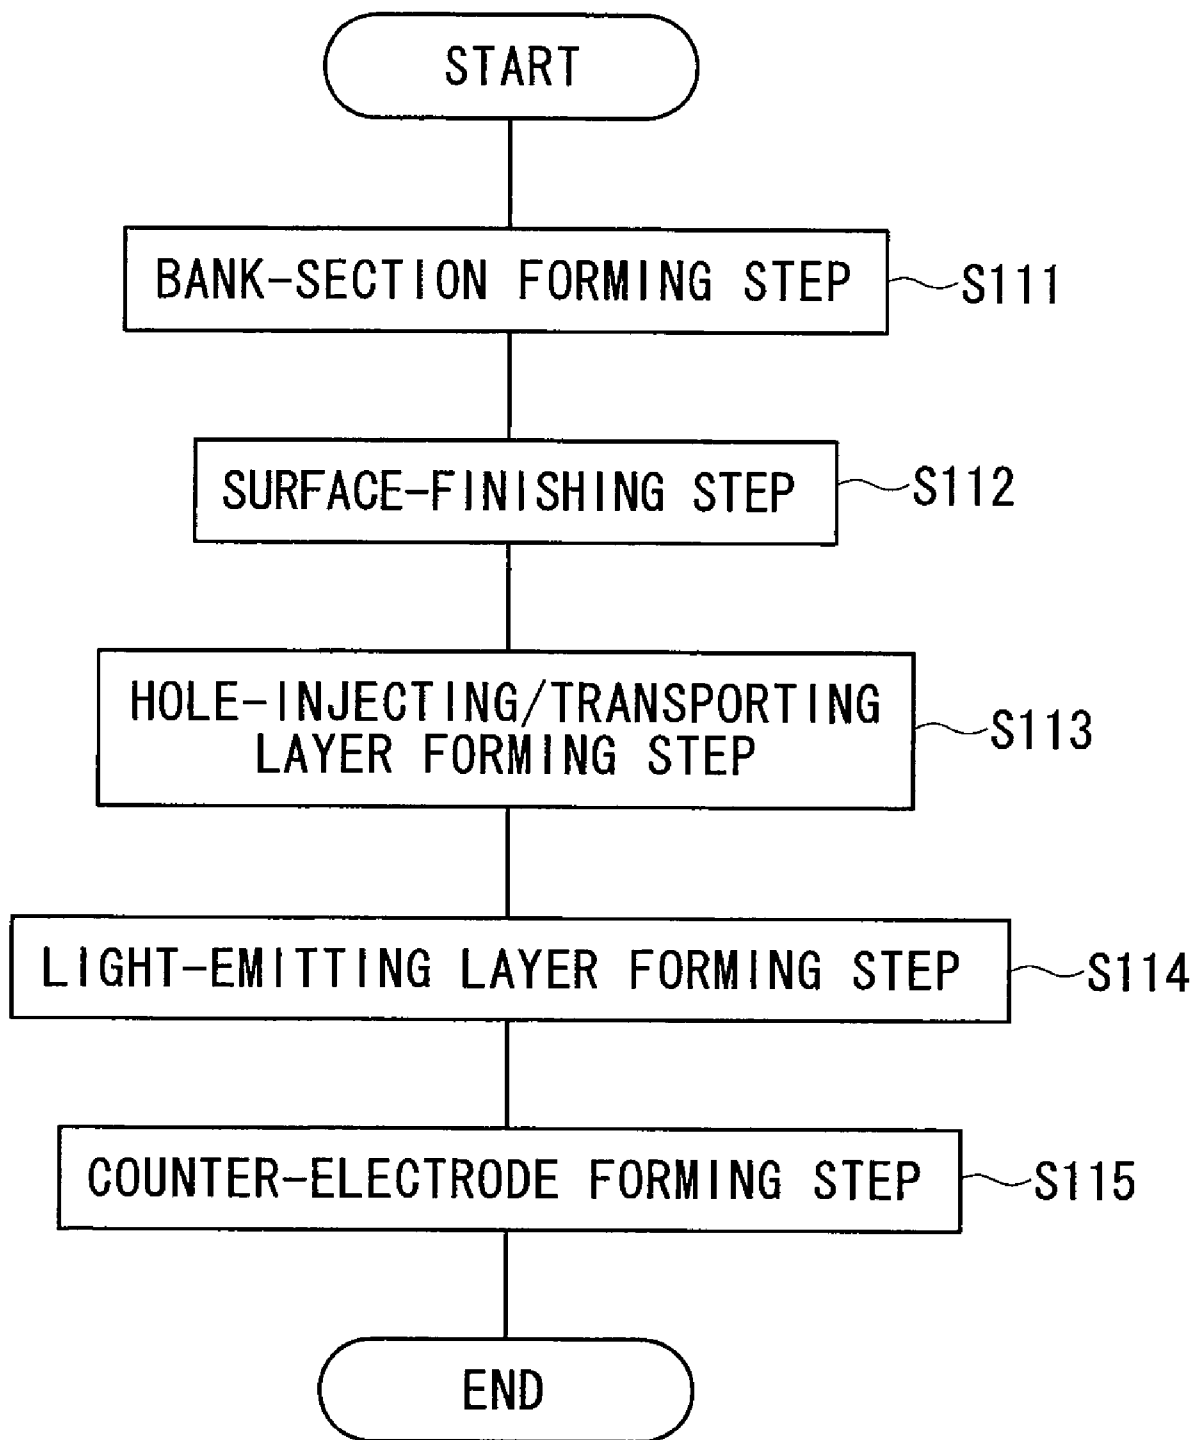 START
BANK-SECTION FORMING STEP
S111
SURFACE-FINISHING STEP
S112
HOLE-INJECTING/TRANSPORTING
LAYER FORMING STEP
S113
LIGHT-EMITTING LAYER FORMING STEP
S114
COUNTER-ELECTRODE FORMING STEP
S115
END